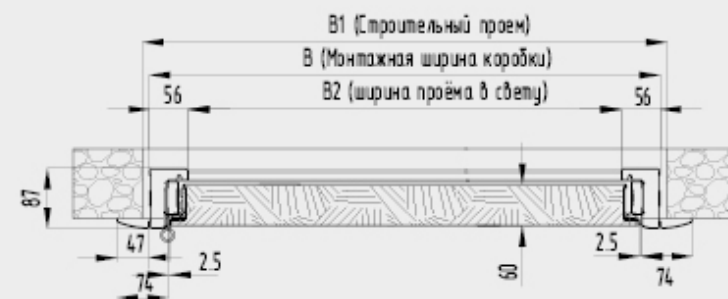 B1 (Строительный проем)
B (Монтажная ширина коробки)
56 B2 (ширина проёма в свету) 56
87
47 2.5 60 2.5
74 74